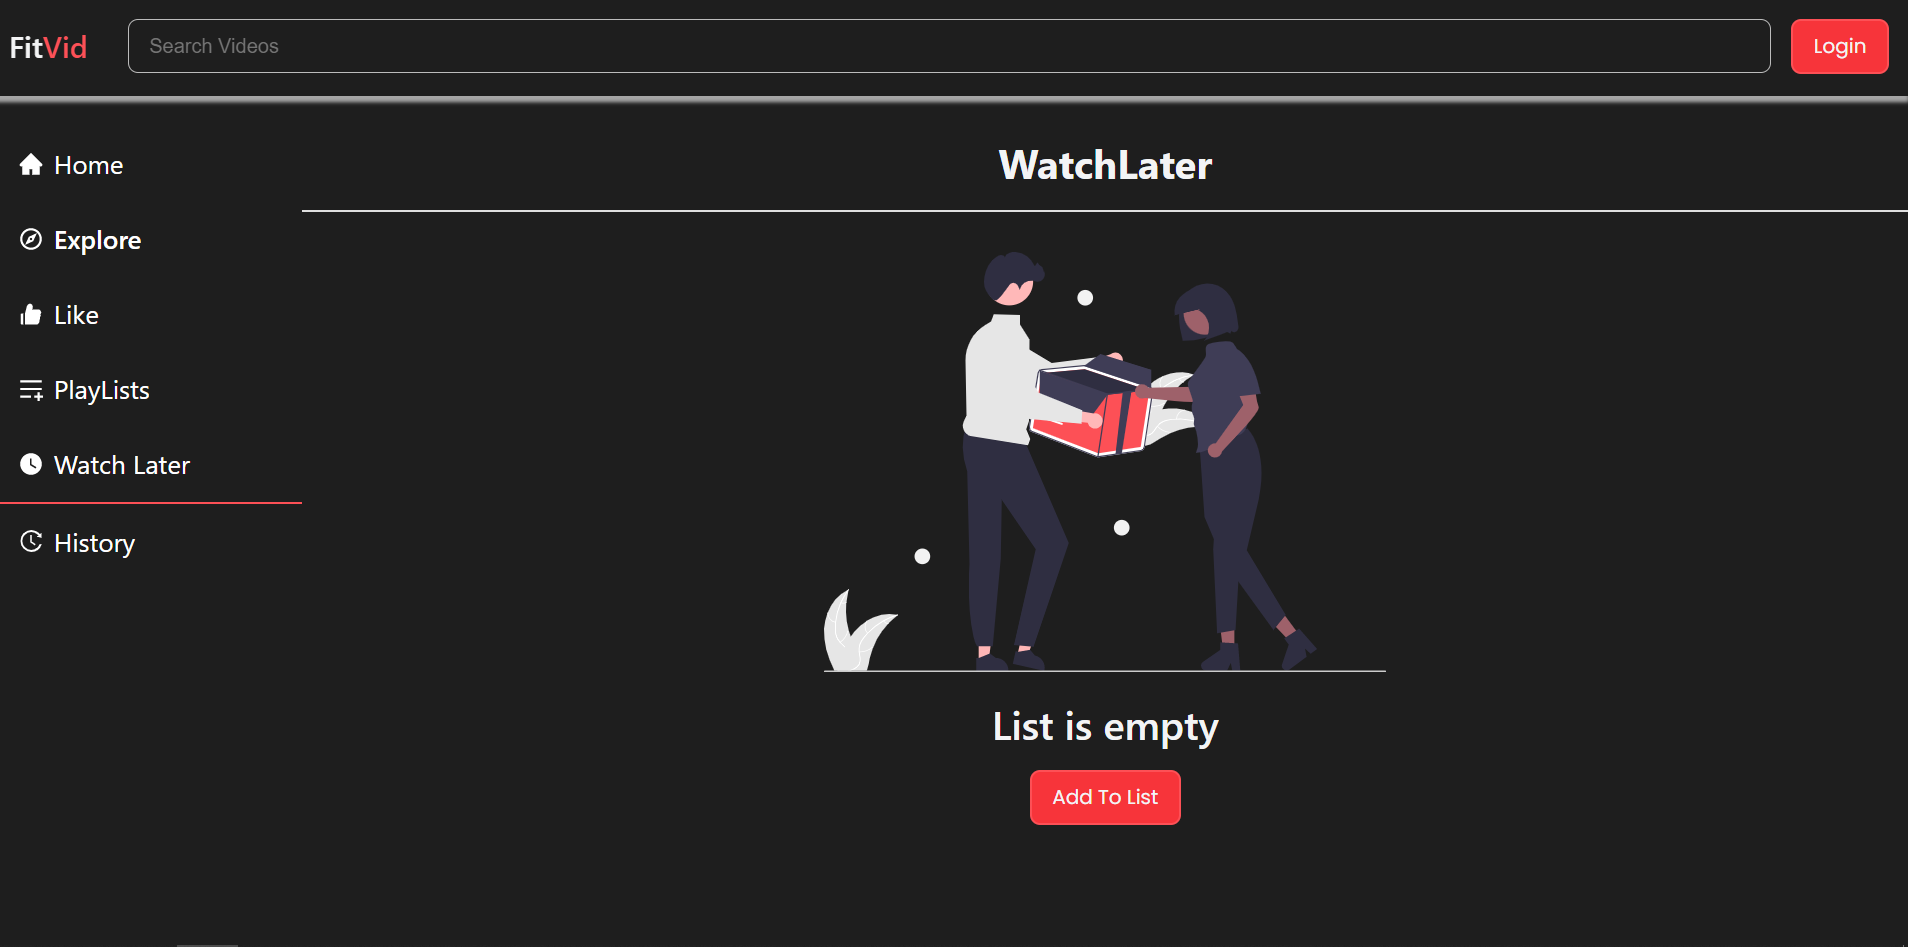 FitVid
Search Videos
Login
Home
Explore
Like
PlayLists
Watch Later
History
WatchLater
List is empty
Add To List